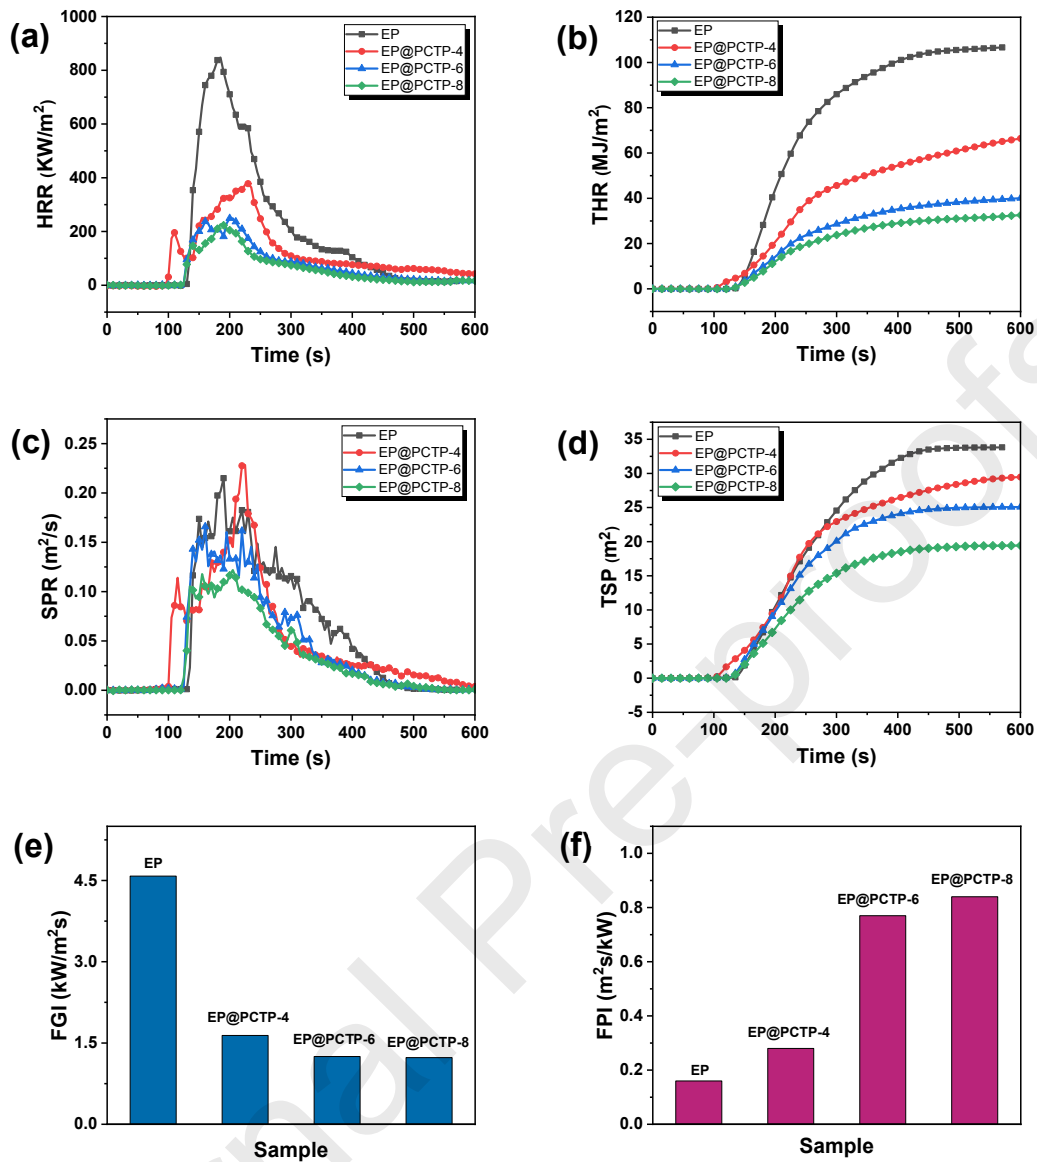 (a)
1000
800
600
400
200
0
HRR (KW/m²)
EP
EP@PCTP-4
EP@PCTP-6
EP@PCTP-8
0 100 200 300 400 500 600
Time (s)
(b)
120
100
80
60
40
20
0
THR (MJ/m²)
EP
EP@PCTP-4
EP@PCTP-6
EP@PCTP-8
0 100 200 300 400 500 600
Time (s)
(c)
0.25
0.20
0.15
0.10
0.05
0.00
SPR (m²/s)
EP
EP@PCTP-4
EP@PCTP-6
EP@PCTP-8
0 100 200 300 400 500 600
Time (s)
(d)
35
30
25
20
15
10
5
0
-5
TSP (m²)
EP
EP@PCTP-4
EP@PCTP-6
EP@PCTP-8
0 100 200 300 400 500 600
Time (s)
(e)
4.5
3.0
1.5
0.0
FGI (kW/m²s)
EP
EP@PCTP-4
EP@PCTP-6
EP@PCTP-8
Sample
(f)
1.0
0.8
0.6
0.4
0.2
0.0
FPI (m²s/kW)
EP
EP@PCTP-4
EP@PCTP-6
EP@PCTP-8
Sample
rnal Pre-proofs